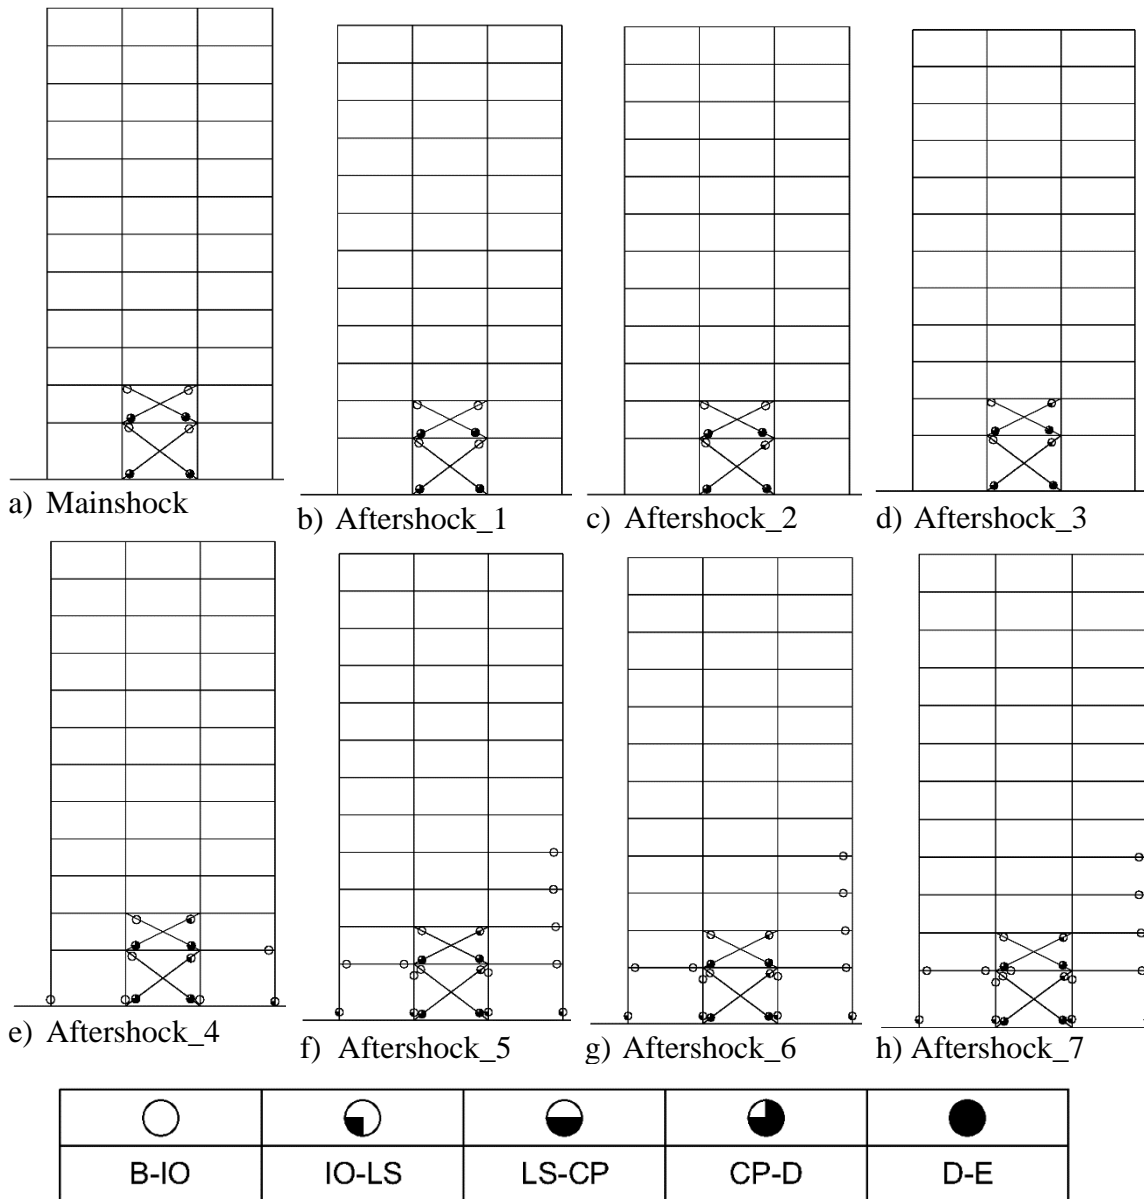 a) Mainshock
b) Aftershock_1
c) Aftershock_2
d) Aftershock_3
e) Aftershock_4
f) Aftershock_5
g) Aftershock_6
h) Aftershock_7
B-IO IO-LS LS-CP CP-D D-E